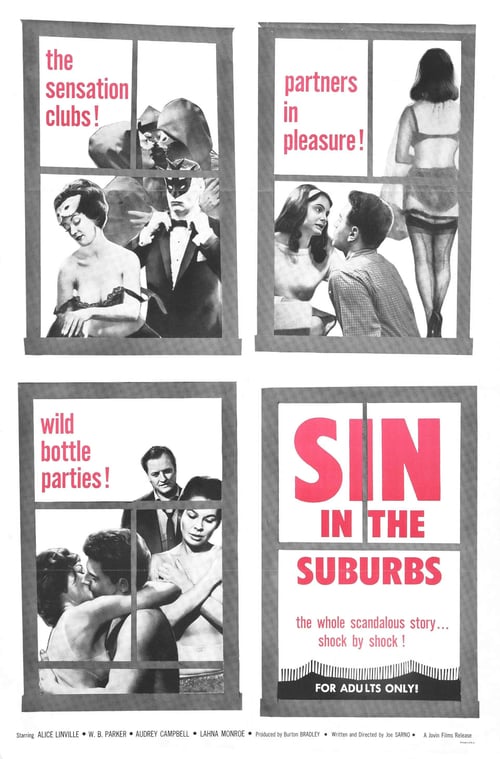 the
sensation
clubs!
partners
in
pleasure!
wild
bottle
parties!
SIN
IN THE
SUBURBS
the whole scandalous story...
shock by shock!
FOR ADULTS ONLY!
Starring ALICE LINVILLE • W. B. PARKER • AUDREY CAMPBELL • LAHNA MONROE • Produced by Burton BRADLEY • Written and Directed by Joe SARNO • A Jovin Films Release